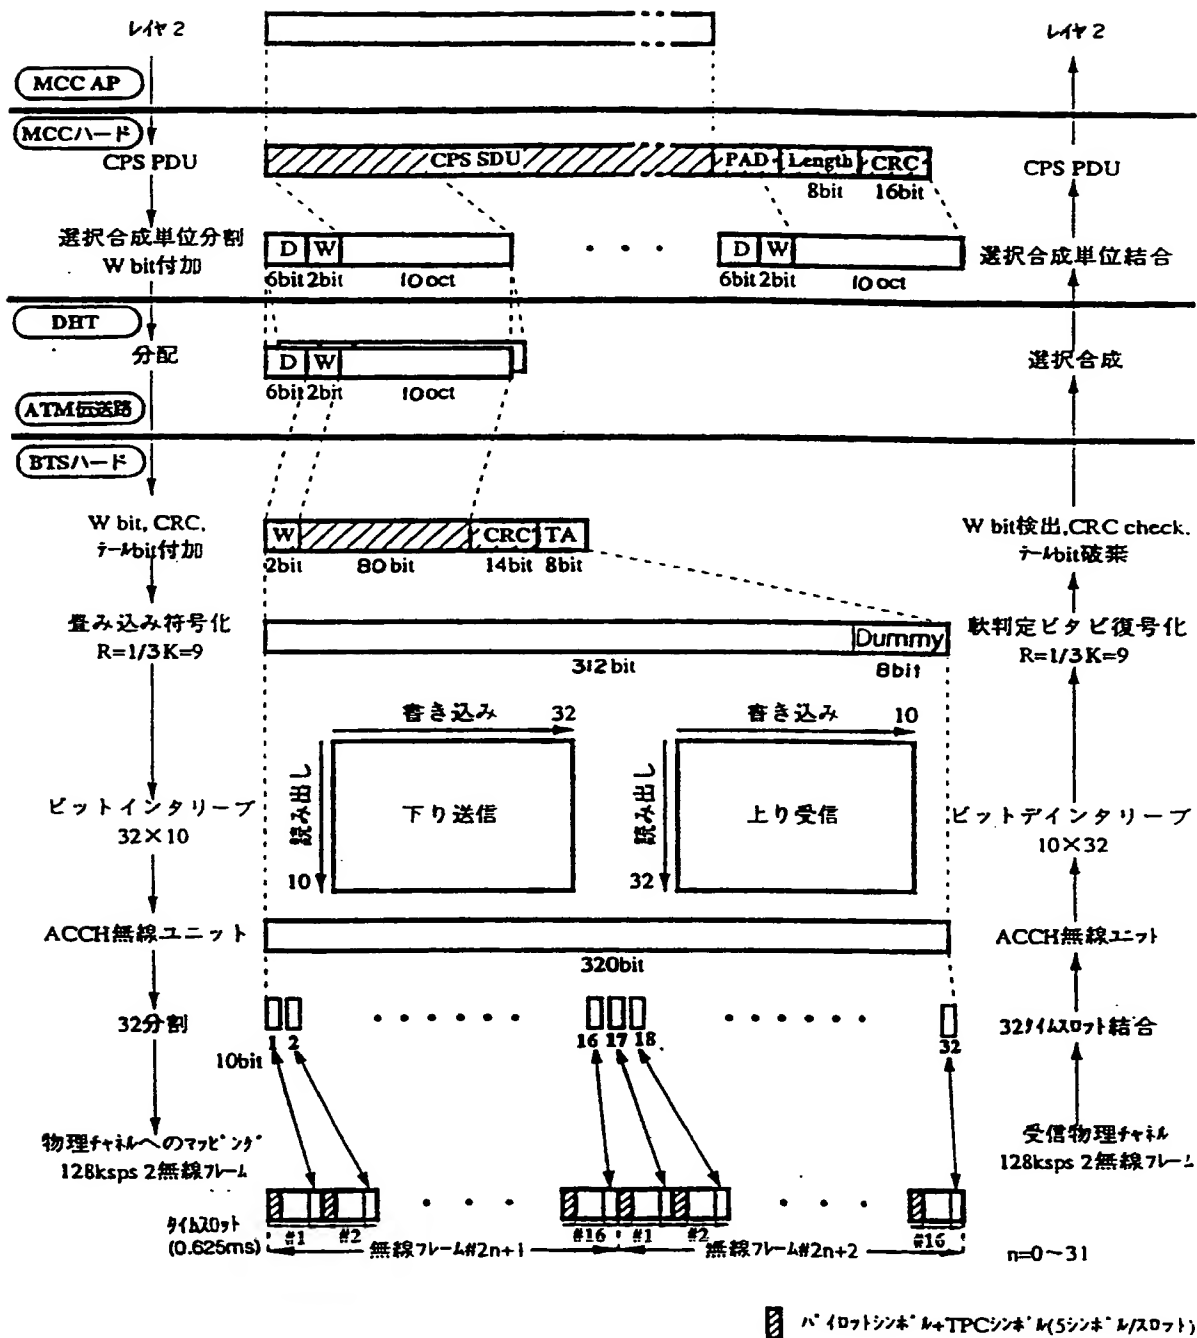 レイヤ 2
レイヤ 2
MCC AP
MCCハード
CPS PDU
CPS SDU
PAD
Length
CRC
8bit
16bit
CPS PDU
選択合成単位分割
W bit付加
D
W
6bit
2bit
10 oct
D
W
6bit
2bit
10 oct
選択合成単位結合
DHT
分配
D
W
6bit
2bit
10 oct
選択合成
ATM伝送路
BTSハード
W bit, CRC,
テールbit付加
W
CRC
TA
2bit
80 bit
14bit
8bit
W bit検出,CRC check.
テールbit破棄
畳み込み符号化
R=1/3 K=9
Dummy
312 bit
8bit
軟判定ビタビ復号化
R=1/3 K=9
書き込み
32
書き込み
10
読み出し
10
下り送信
読み出し
32
上り受信
ビットインタリーブ
32×10
ビットデインタリーブ
10×32
ACCH無線ユニット
320bit
ACCH無線ユニット
32分割
10bit
1
2
16
17
18
32
32タイムスロット結合
物理チャネルへのマッピング
128ksps 2無線フレーム
受信物理チャネル
128ksps 2無線フレーム
タイムスロット
(0.625ms)
#1
#2
#16
#1
#2
#16
無線フレーム#2n+1
無線フレーム#2n+2
n=0～31
パイロットシンボル+TPCシンボル(5シンボル/スロット)